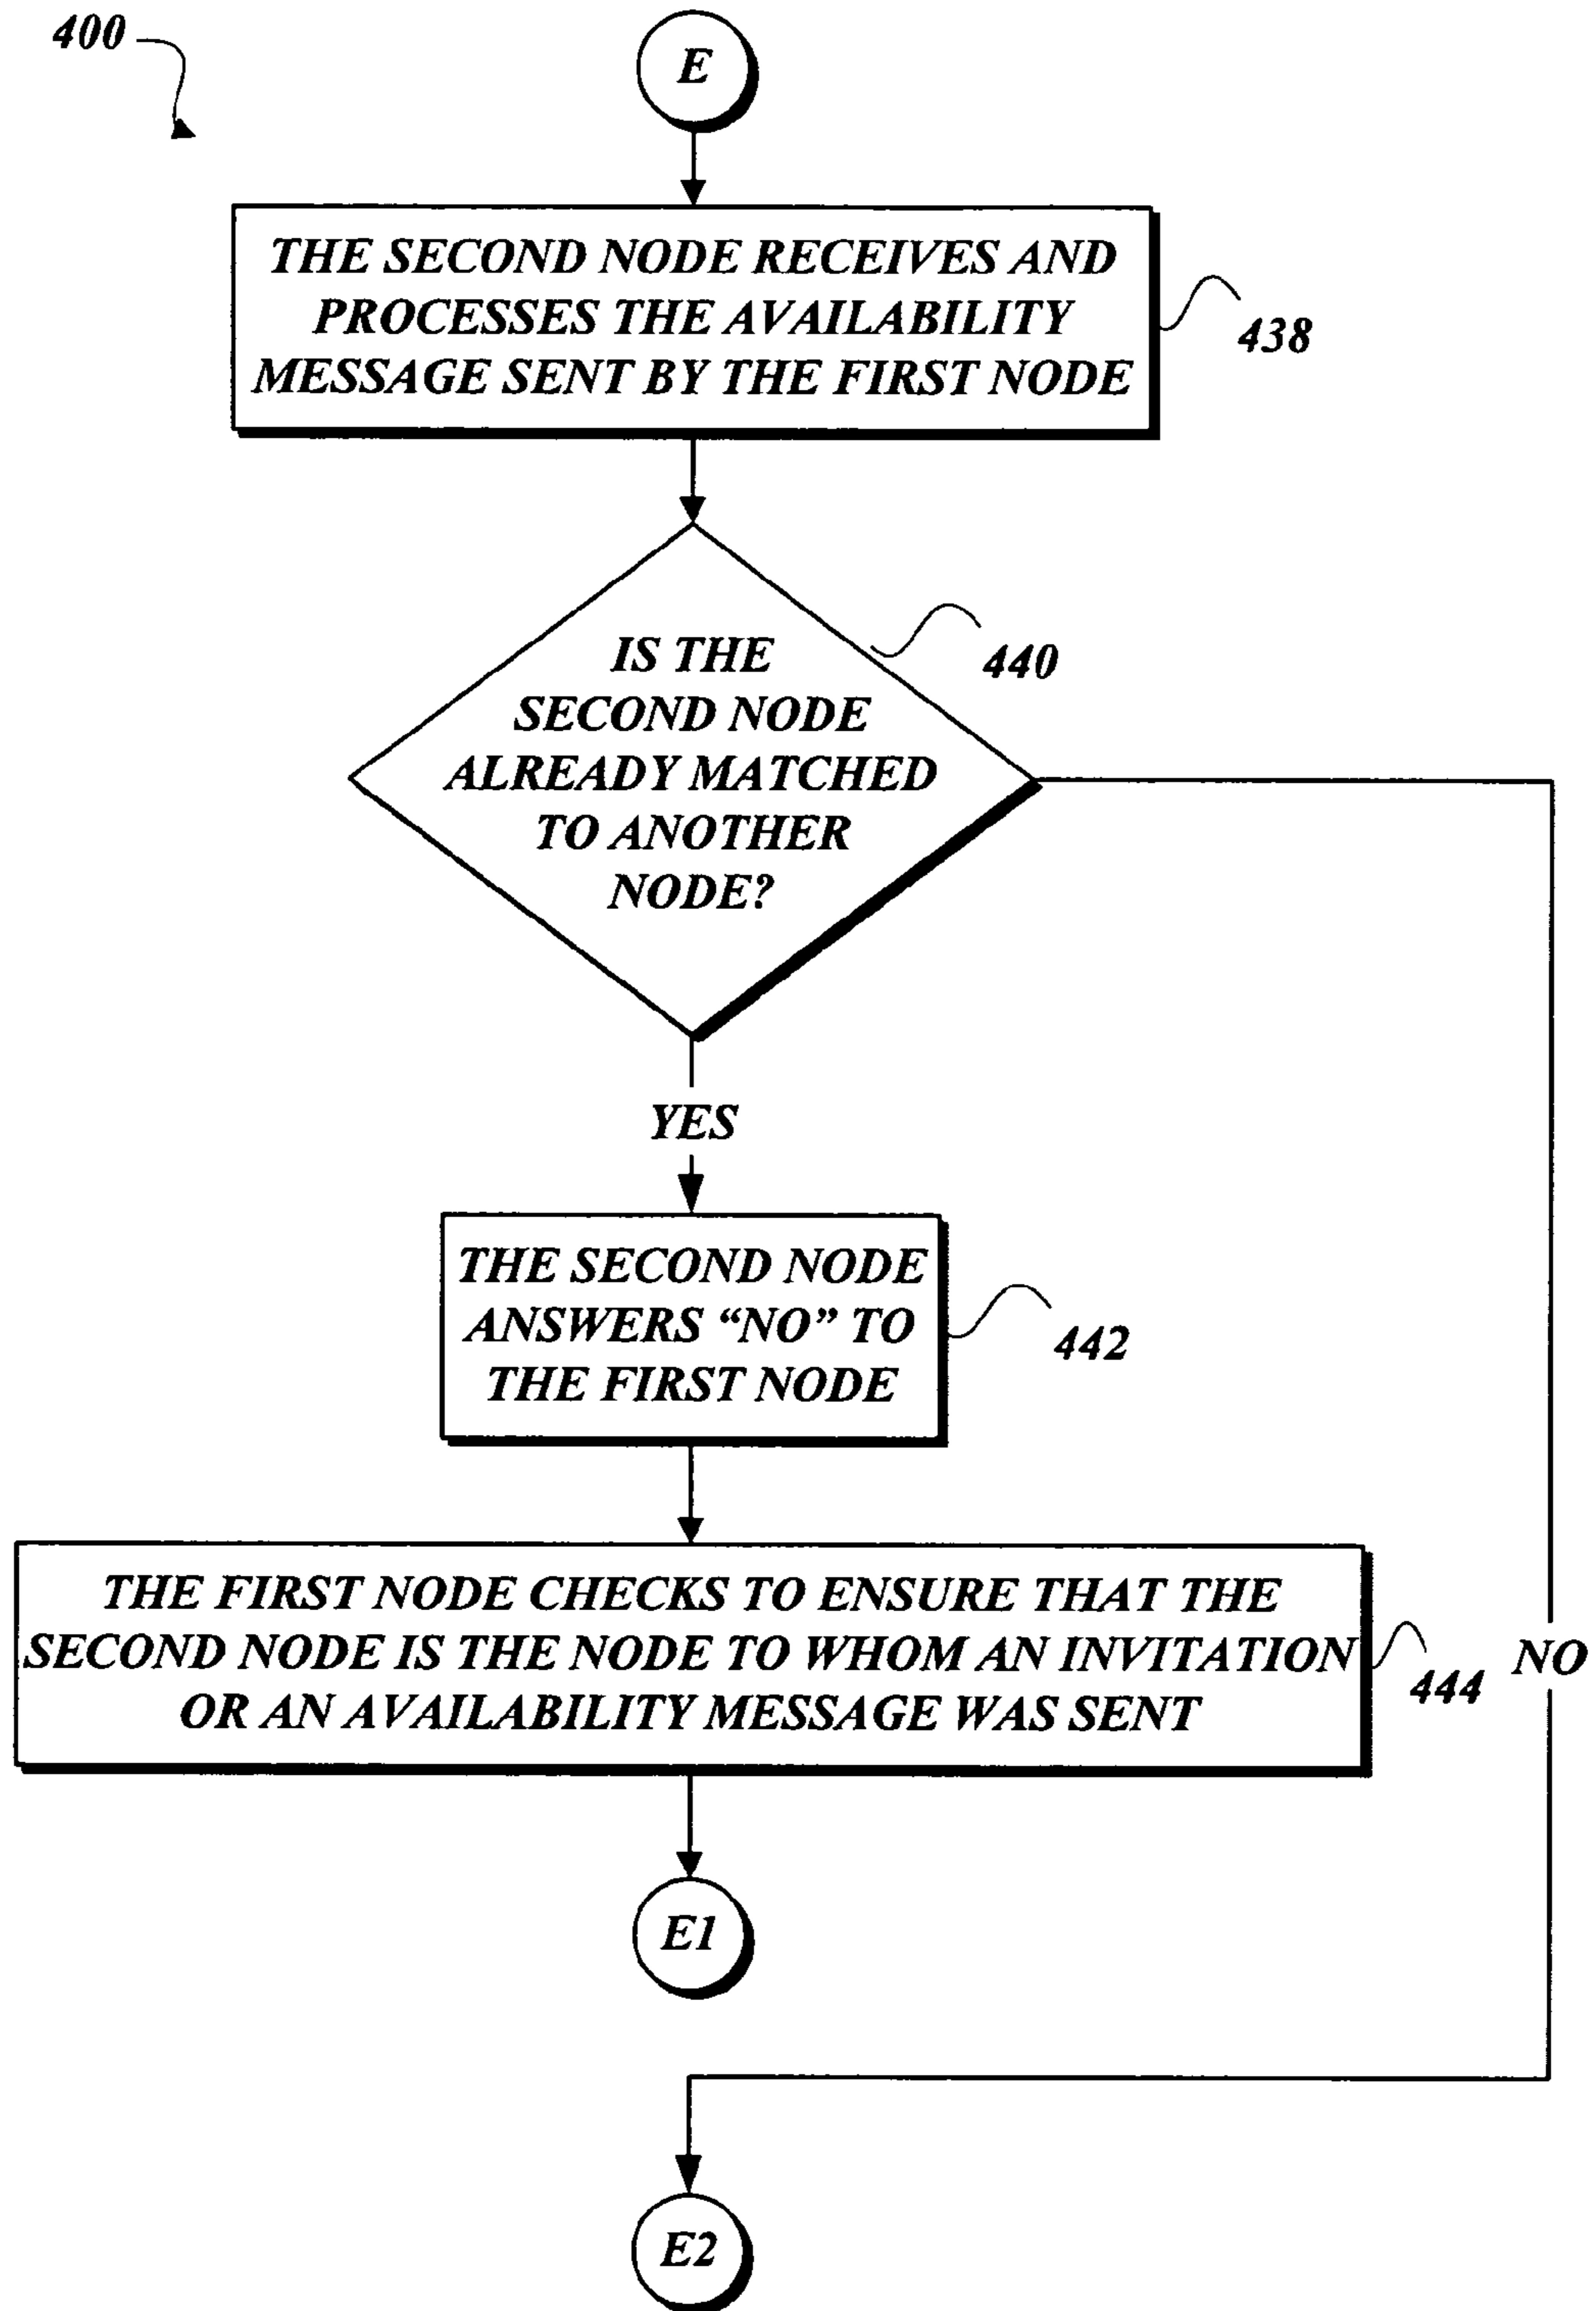 400
E
THE SECOND NODE RECEIVES AND
PROCESSES THE AVAILABILITY
MESSAGE SENT BY THE FIRST NODE
438
IS THE
SECOND NODE
ALREADY MATCHED
TO ANOTHER
NODE?
440
YES
THE SECOND NODE
ANSWERS “NO” TO
THE FIRST NODE
442
THE FIRST NODE CHECKS TO ENSURE THAT THE
SECOND NODE IS THE NODE TO WHOM AN INVITATION
OR AN AVAILABILITY MESSAGE WAS SENT
444
NO
E1
E2